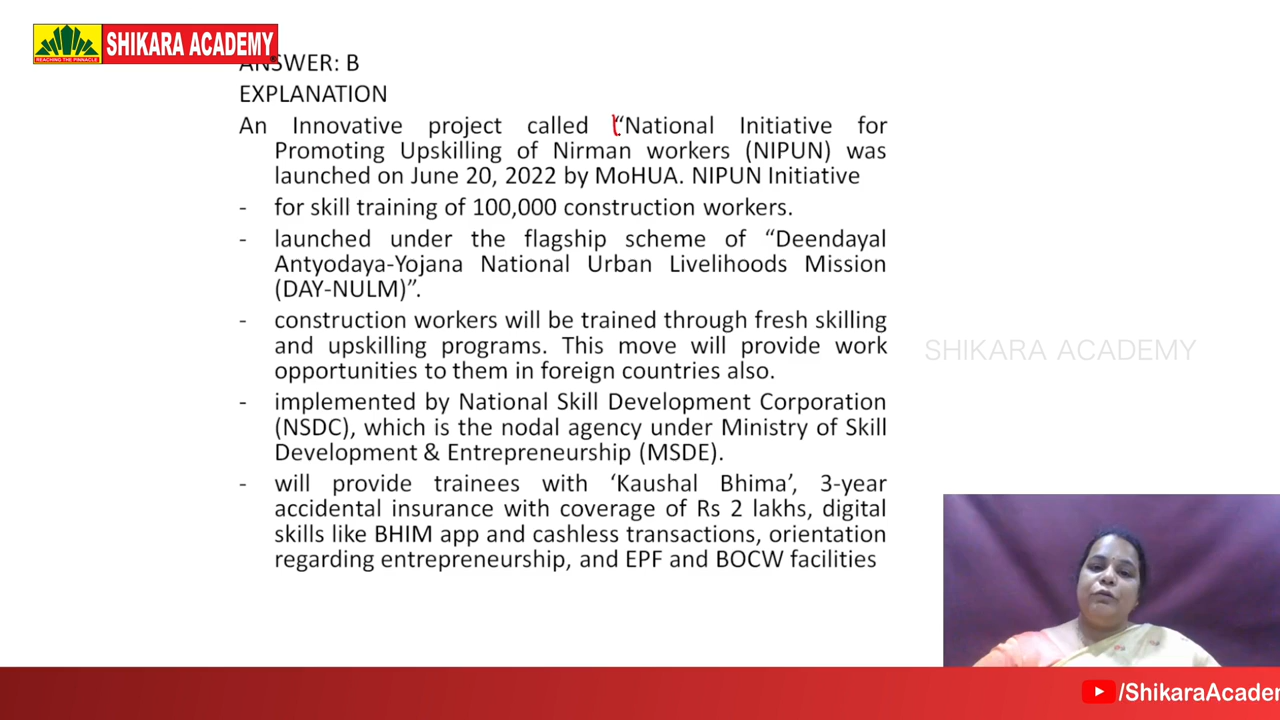 SHIKARA ACADEMY
REACHING THE PINNACLE
ANSWER: B
EXPLANATION
An Innovative project called “National Initiative for
Promoting Upskilling of Nirman workers (NIPUN) was
launched on June 20, 2022 by MoHUA. NIPUN Initiative
- for skill training of 100,000 construction workers.
- launched under the flagship scheme of “Deendayal
Antyodaya-Yojana National Urban Livelihoods Mission
(DAY-NULM)”.
- construction workers will be trained through fresh skilling
and upskilling programs. This move will provide work
opportunities to them in foreign countries also.
- implemented by National Skill Development Corporation
(NSDC), which is the nodal agency under Ministry of Skill
Development & Entrepreneurship (MSDE).
- will provide trainees with ‘Kaushal Bhima’, 3-year
accidental insurance with coverage of Rs 2 lakhs, digital
skills like BHIM app and cashless transactions, orientation
regarding entrepreneurship, and EPF and BOCW facilities
SHIKARA ACADEMY
/ShikaraAcade